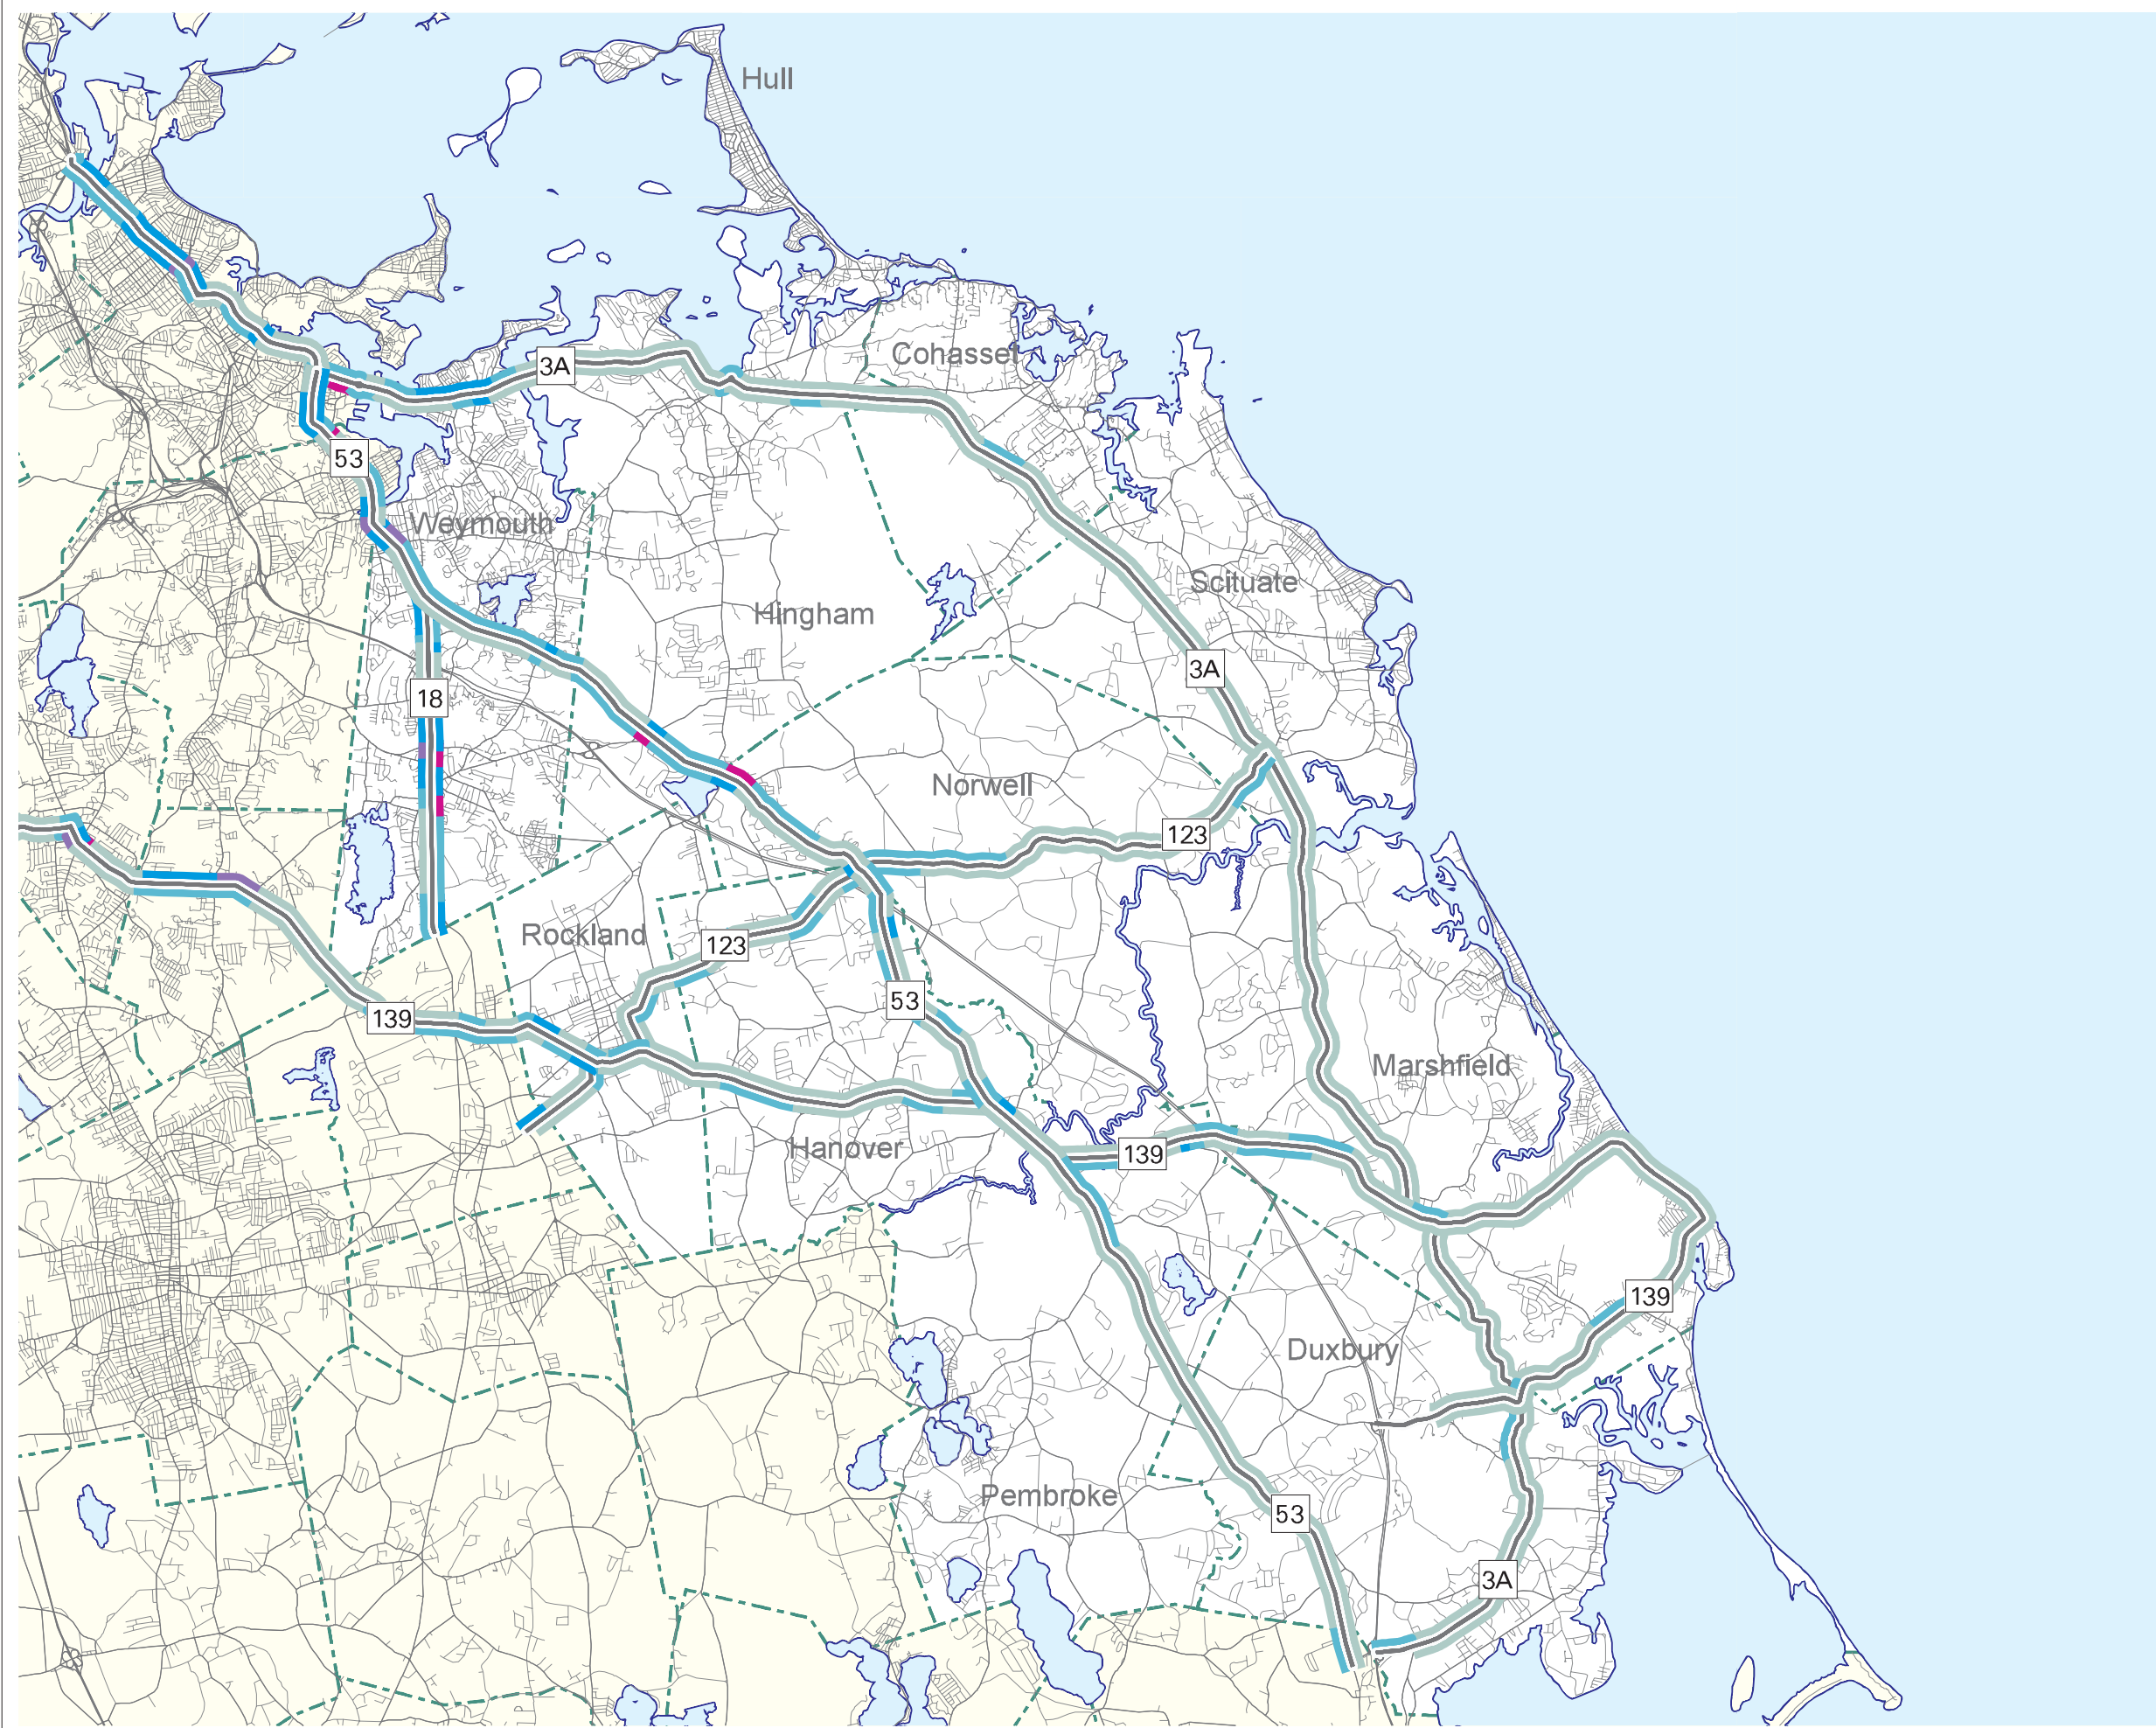 Hull
Cohasset
3A
53
Weymouth
Scituate
Hingham
3A
18
Norwell
123
Rockland
123
53
139
Marshfield
Hanover
139
139
Duxbury
Pembroke
53
3A